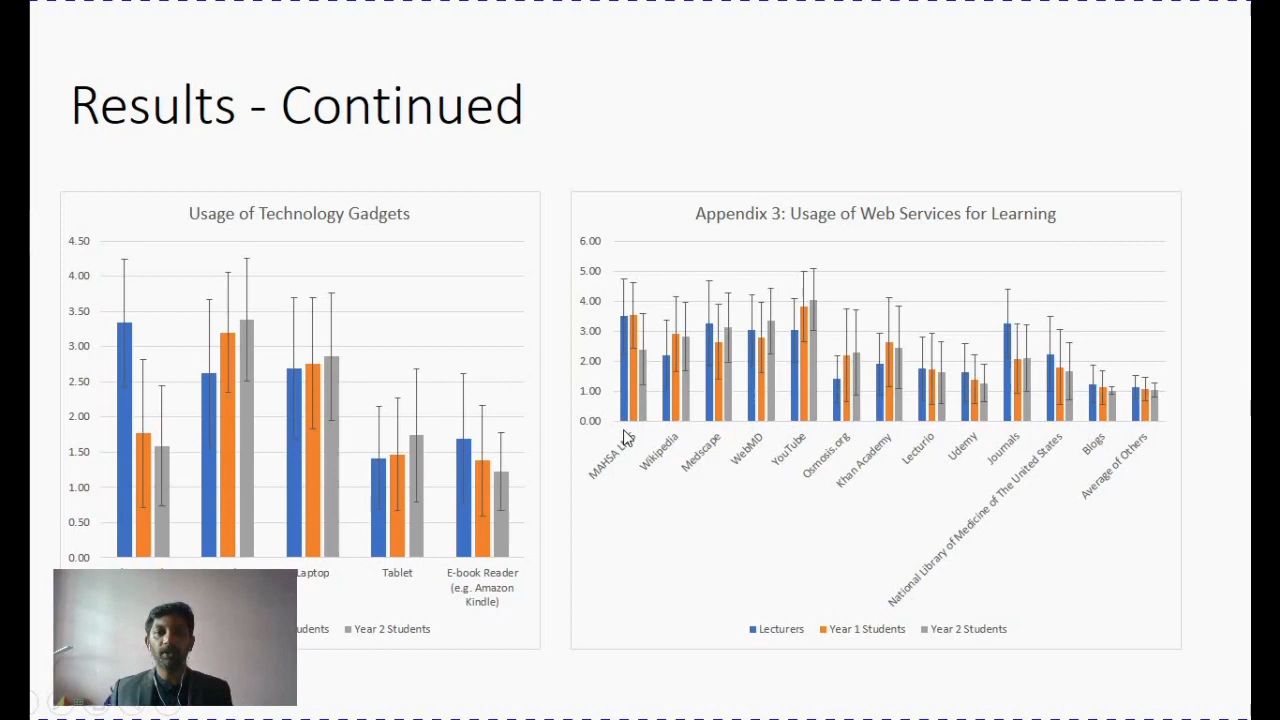 Results - Continued
Usage of Technology Gadgets
4.50
4.00
3.50
3.00
2.50
2.00
1.50
1.00
0.50
0.00
Laptop
Tablet
E-book Reader
(e.g. Amazon
Kindle)
Year 2 Students
Appendix 3: Usage of Web Services for Learning
6.00
5.00
4.00
3.00
2.00
1.00
0.00
MAHSA
Wikipedia
Medscape
WebMD
YouTube
Osmosis.org
Khan Academy
Lecturio
Udemy
Journals
National Library of Medicine of The United States
Blogs
Average of Others
Lecturers
Year 1 Students
Year 2 Students